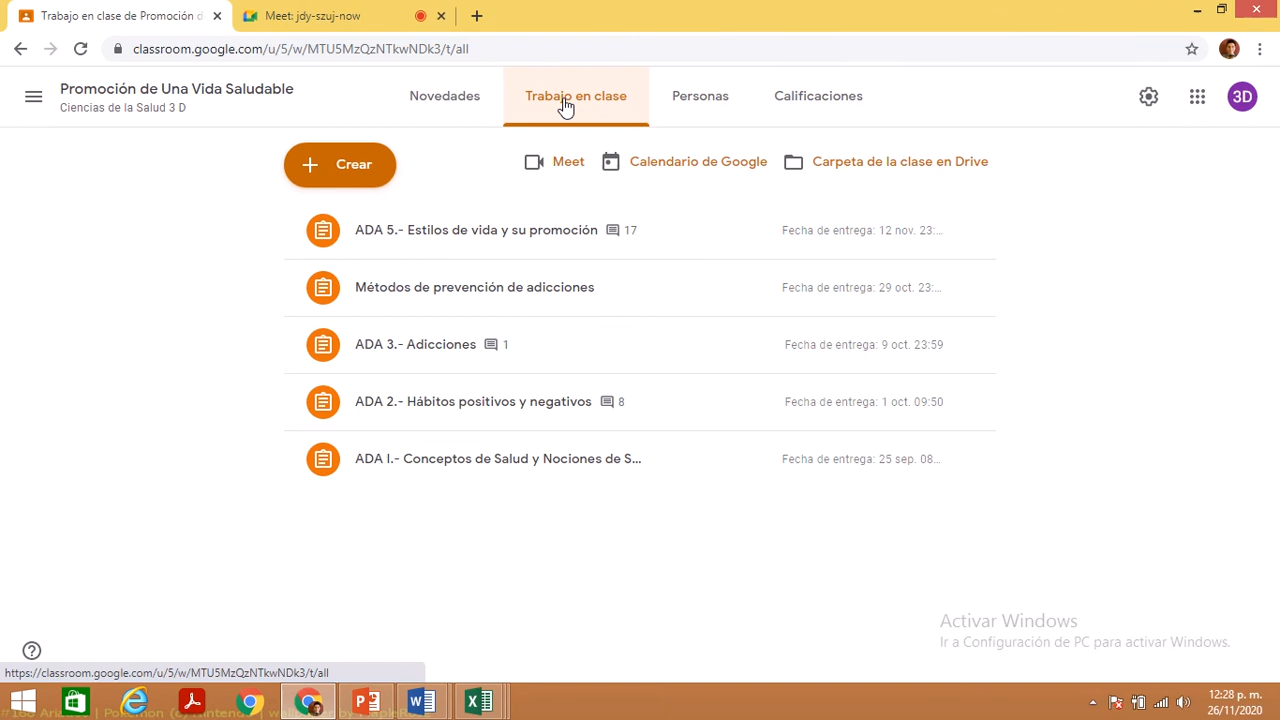 Trabajo en clase de Promoción d
Meet: jdy-szuj-now
classroom.google.com/u/5/w/MTU5MzQzNTkwNDk3/t/all
Promoción de Una Vida Saludable
Ciencias de la Salud 3 D
Novedades
Trabajo en clase
Personas
Calificaciones
3D
Crear
Meet
Calendario de Google
Carpeta de la clase en Drive
ADA 5.- Estilos de vida y su promoción 17
Fecha de entrega: 12 nov. 23:...
Métodos de prevención de adicciones
Fecha de entrega: 29 oct. 23:...
ADA 3.- Adicciones 1
Fecha de entrega: 9 oct. 23:59
ADA 2.- Hábitos positivos y negativos 8
Fecha de entrega: 1 oct. 09:50
ADA I.- Conceptos de Salud y Nociones de S...
Fecha de entrega: 25 sep. 08...
Activar Windows
Ir a Configuración de PC para activar Windows.
https://classroom.google.com/u/5/w/MTU5MzQzNTkwNDk3/t/all
12:28 p. m.
26/11/2020